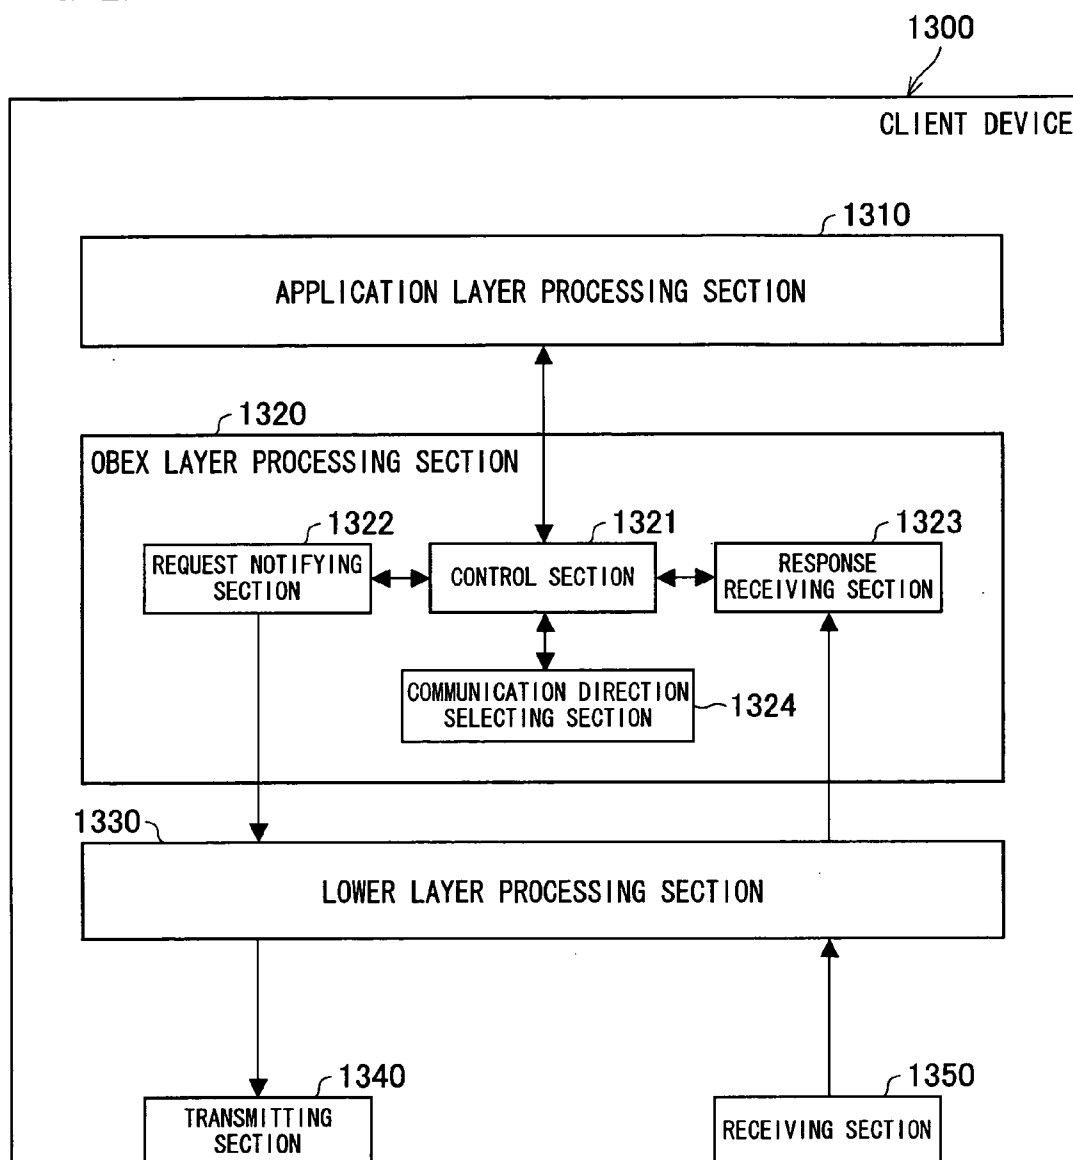 1300
CLIENT DEVICE
1310
APPLICATION LAYER PROCESSING SECTION
1320
OBEX LAYER PROCESSING SECTION
1322
1321
1323
REQUEST NOTIFYING
SECTION
CONTROL SECTION
RESPONSE
RECEIVING SECTION
COMMUNICATION DIRECTION
SELECTING SECTION
1324
1330
LOWER LAYER PROCESSING SECTION
1340
1350
TRANSMITTING
SECTION
RECEIVING SECTION